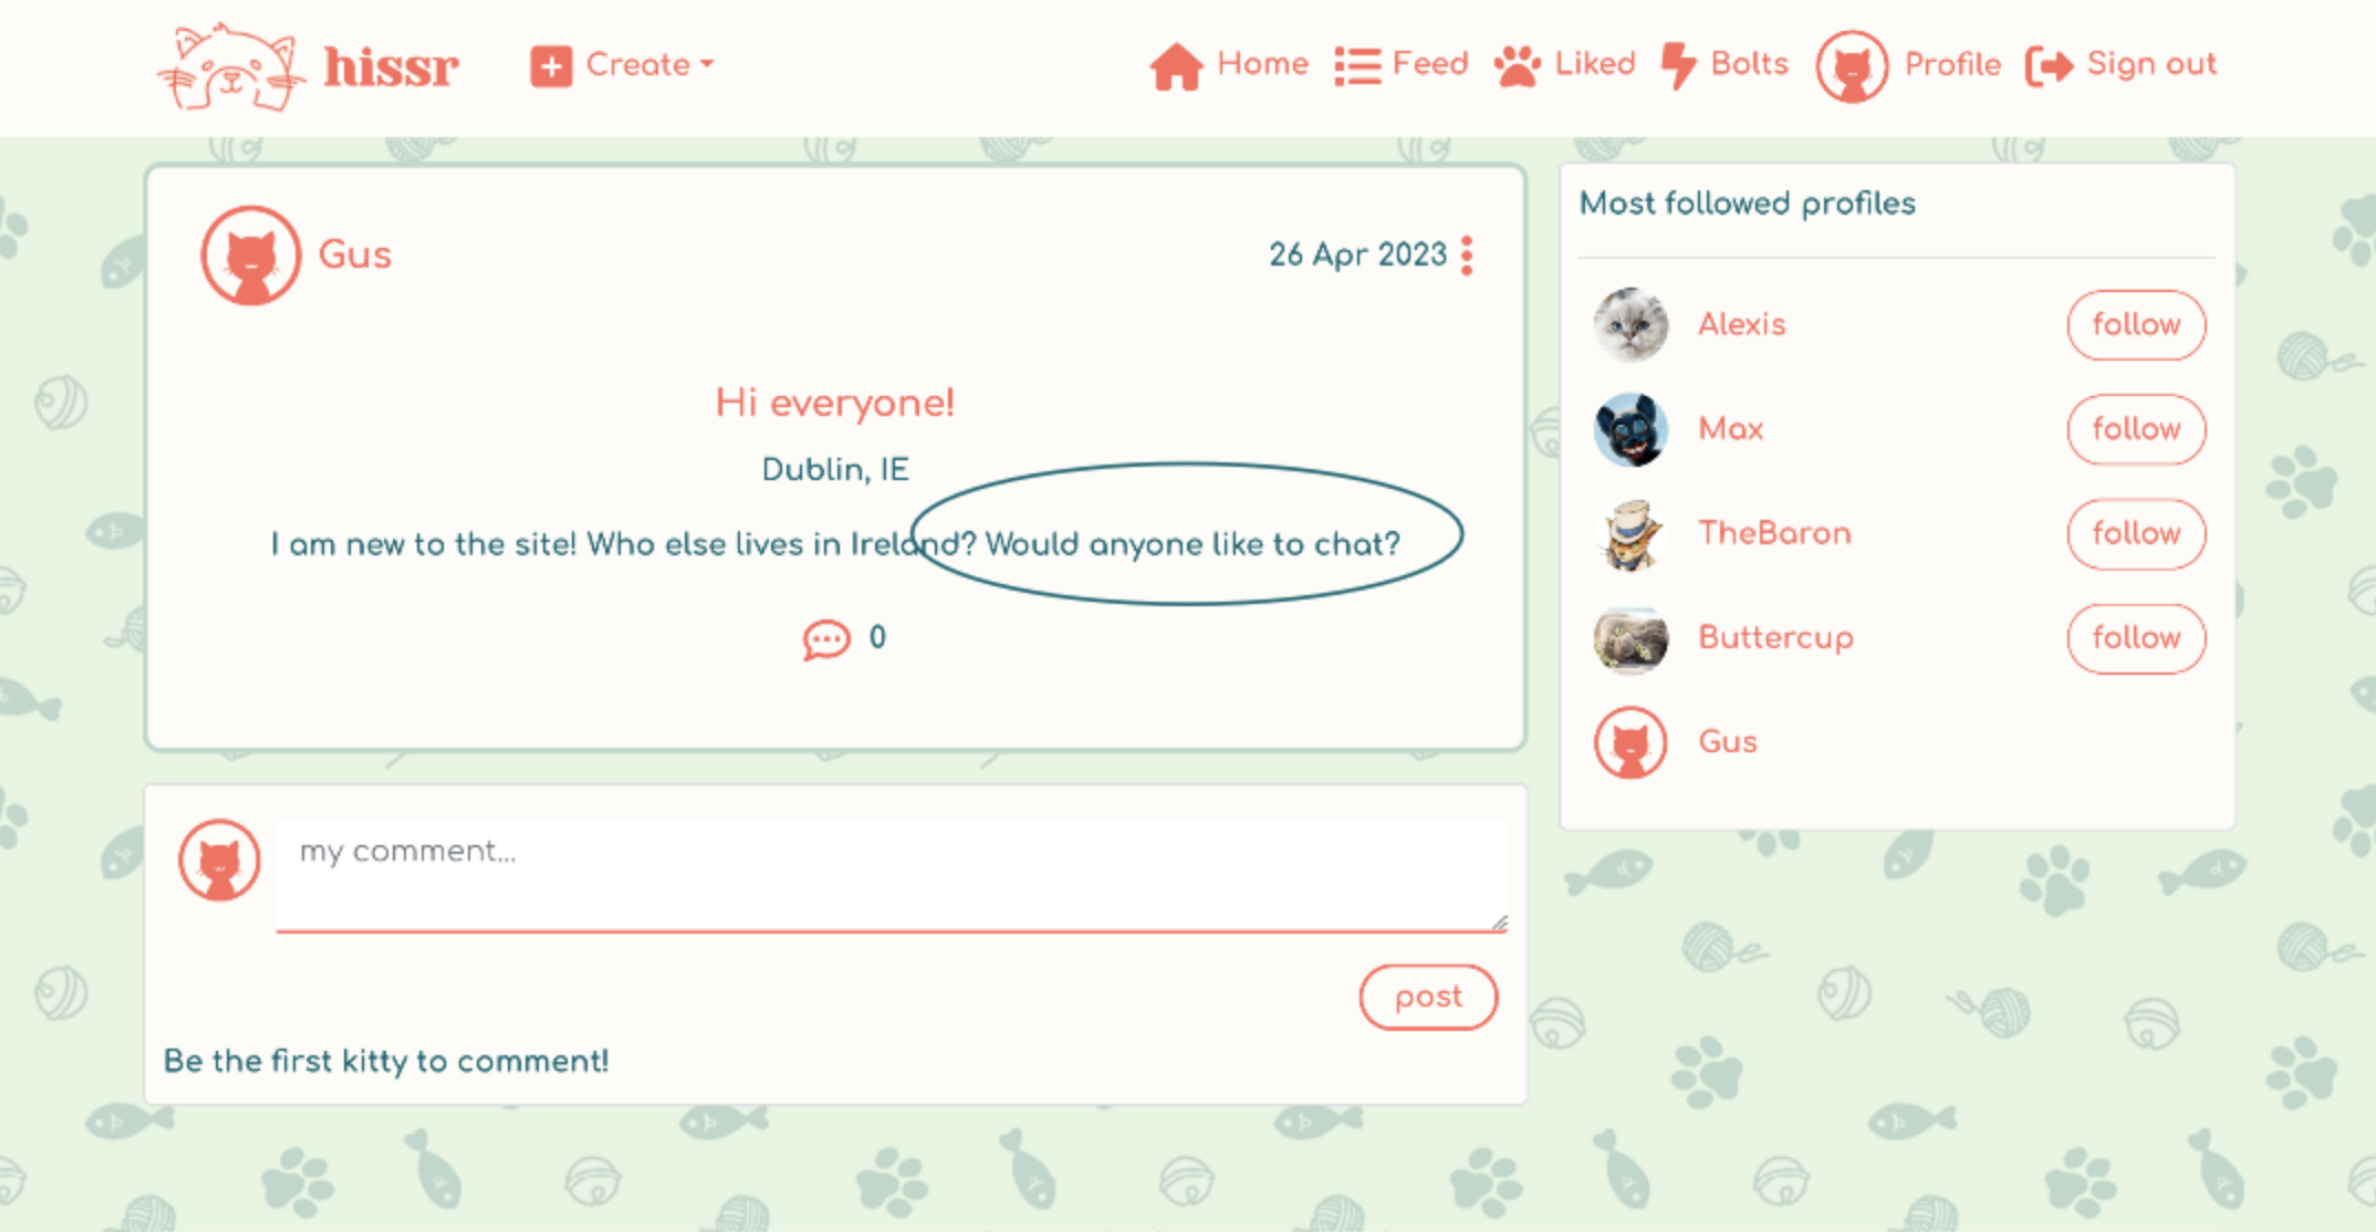 hissr
Create
Home
Feed
Liked
Bolts
Profile
Sign out
Gus
26 Apr 2023
Hi everyone!
Dublin, IE
I am new to the site! Who else lives in Ireland? Would anyone like to chat?
0
my comment...
post
Be the first kitty to comment!
Most followed profiles
Alexis
follow
Max
follow
TheBaron
follow
Buttercup
follow
Gus